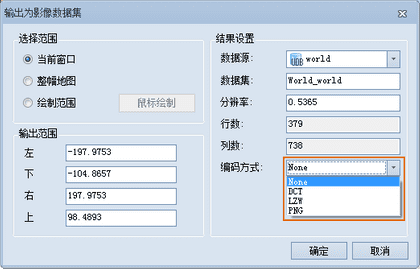 输出为影像数据集
选择范围
当前窗口
整幅地图
绘制范围
鼠标绘制
输出范围
左 -197.9753
下 -104.8657
右 197.9753
上 98.4893
结果设置
数据源: UDB world
数据集: World_world
分辨率: 0.5365
行数: 379
列数: 738
编码方式: None
None
DCT
LZW
PNG
确定 取消